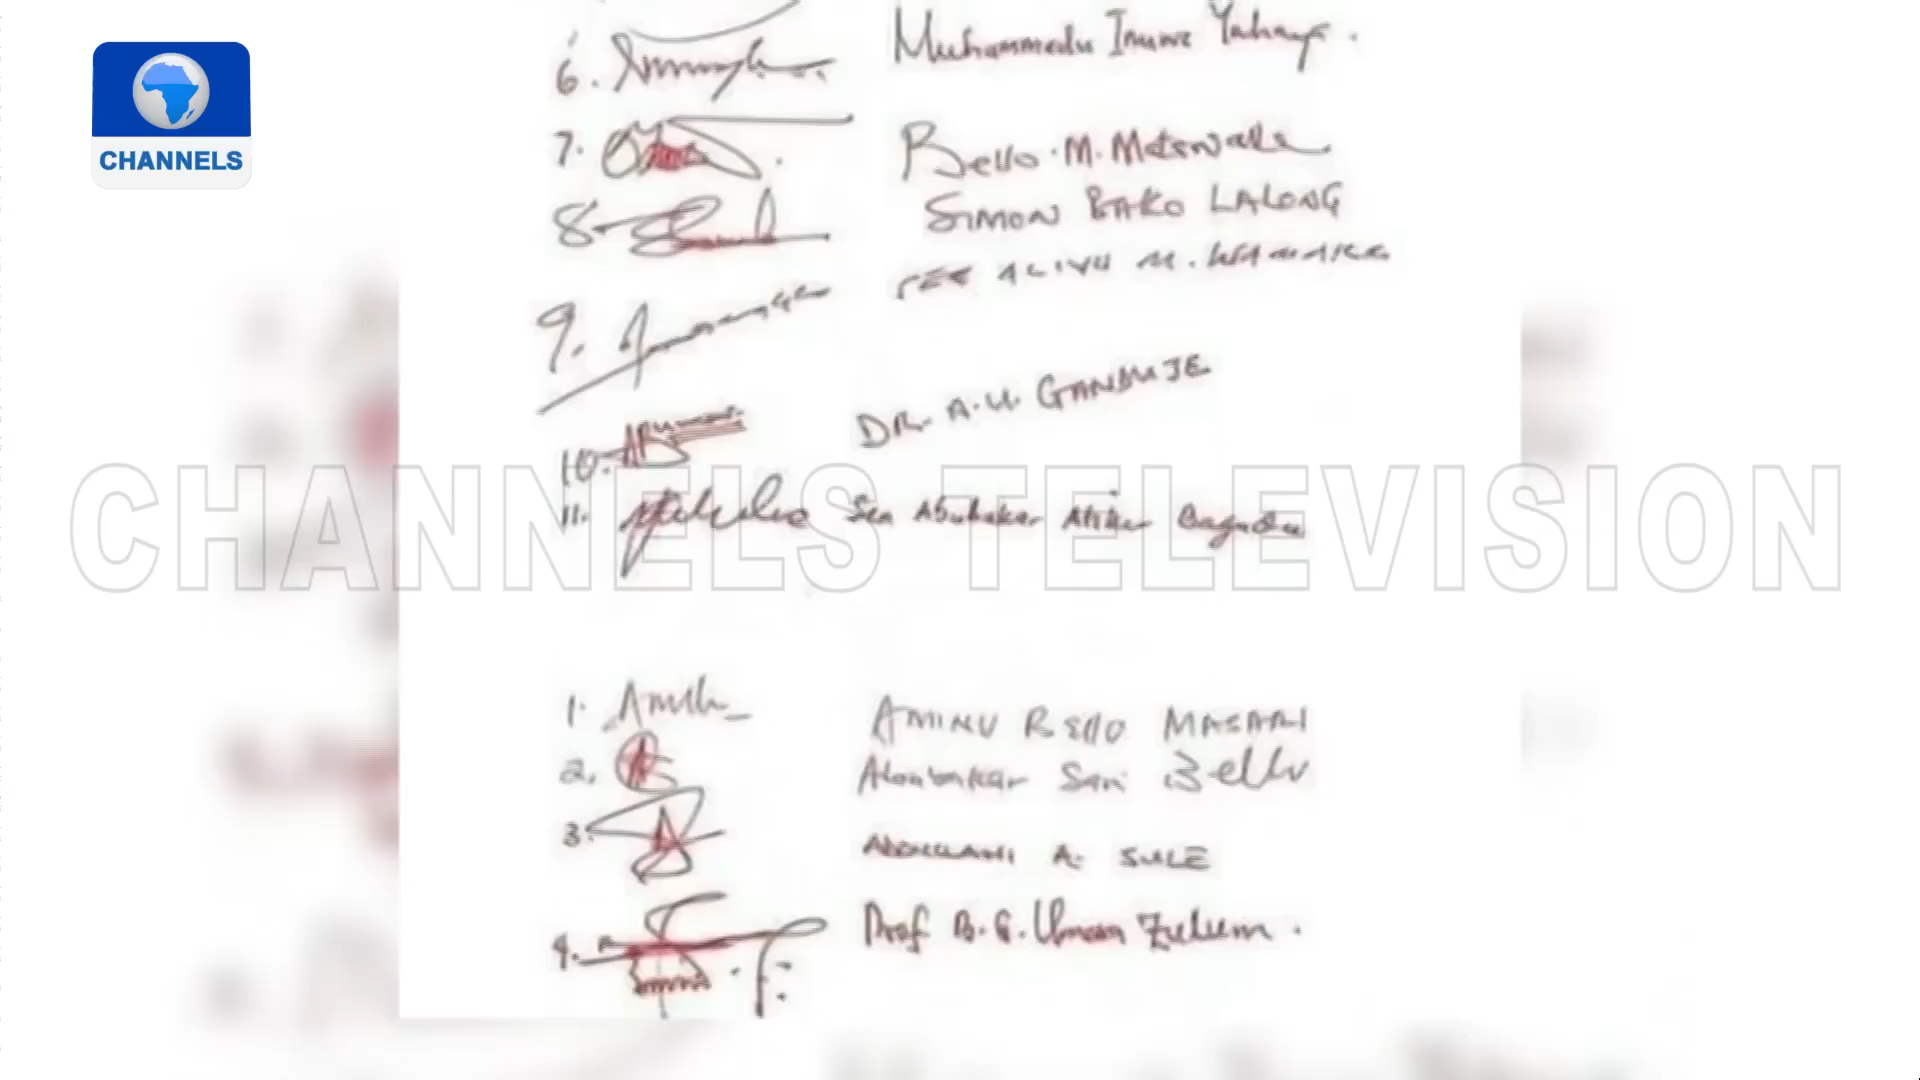 CHANNELS
6. Muhammadu Inuwa Yahaya.
7. Bello. M. Matawalle
8. SIMON BAKO LALONG
9. SEN ALIYU M. WAMAKKO
10. DR. A.U. GANDUJE
11. Sen Abubakar Atiku Bagudu
CHANNELS TELEVISION
1. AMINU BELLO MASARI
2. Abubakar Sani Bello
3. ABDULLAHI A. SULE
4. Prof B.G. Umara Zulum.